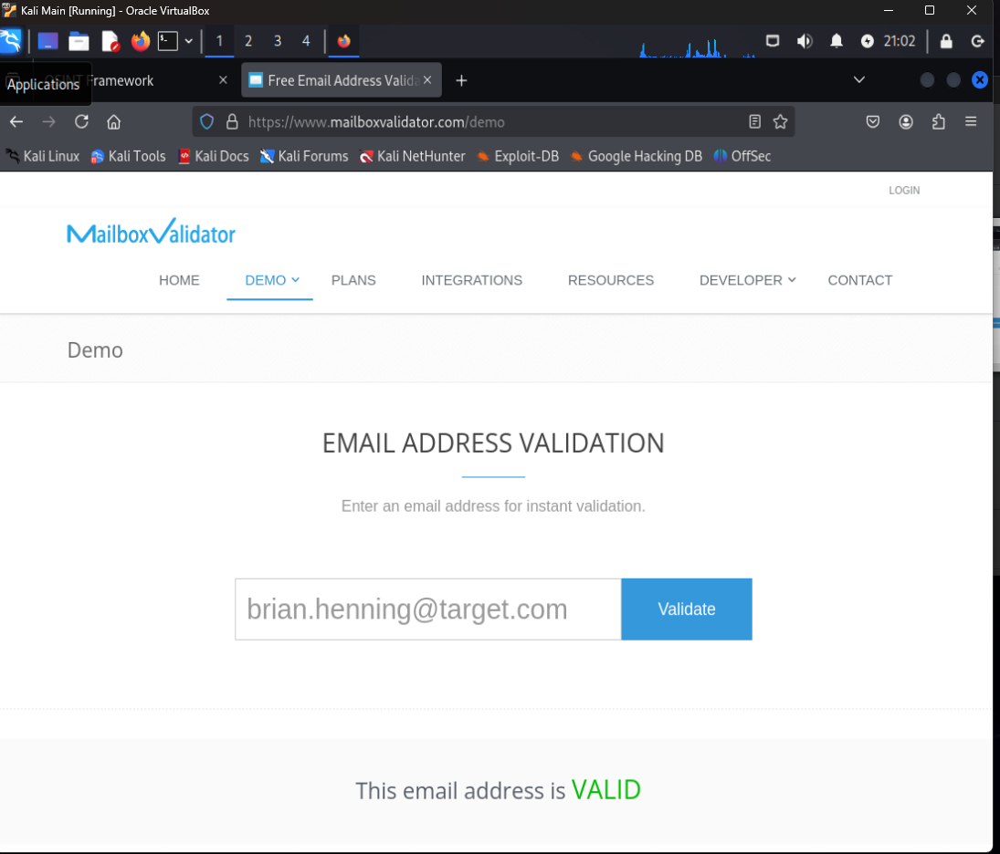 Kali Main [Running] - Oracle VirtualBox
1 2 3 4 21:02
Applications
Framework Free Email Address Valida
https://www.mailboxvalidator.com/demo
Kali Linux Kali Tools Kali Docs Kali Forums Kali NetHunter Exploit-DB Google Hacking DB OffSec
LOGIN
MailboxValidator
HOME DEMO PLANS INTEGRATIONS RESOURCES DEVELOPER CONTACT
Demo
EMAIL ADDRESS VALIDATION
Enter an email address for instant validation.
brian.henning@target.com Validate
This email address is VALID